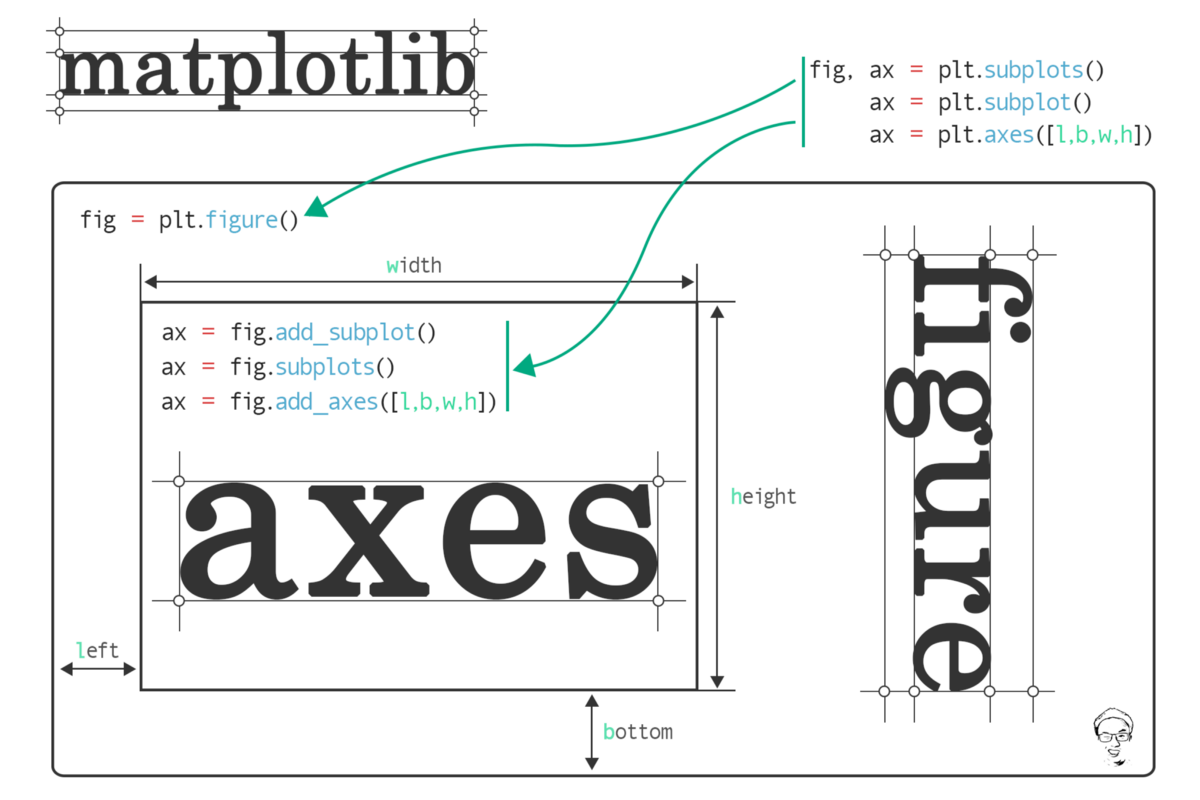 matplotlib
fig, ax = plt.subplots()
ax = plt.subplot()
ax = plt.axes([l,b,w,h])
fig = plt.figure()
width
ax = fig.add_subplot()
ax = fig.subplots()
ax = fig.add_axes([l,b,w,h])
axes
height
left
bottom
figure